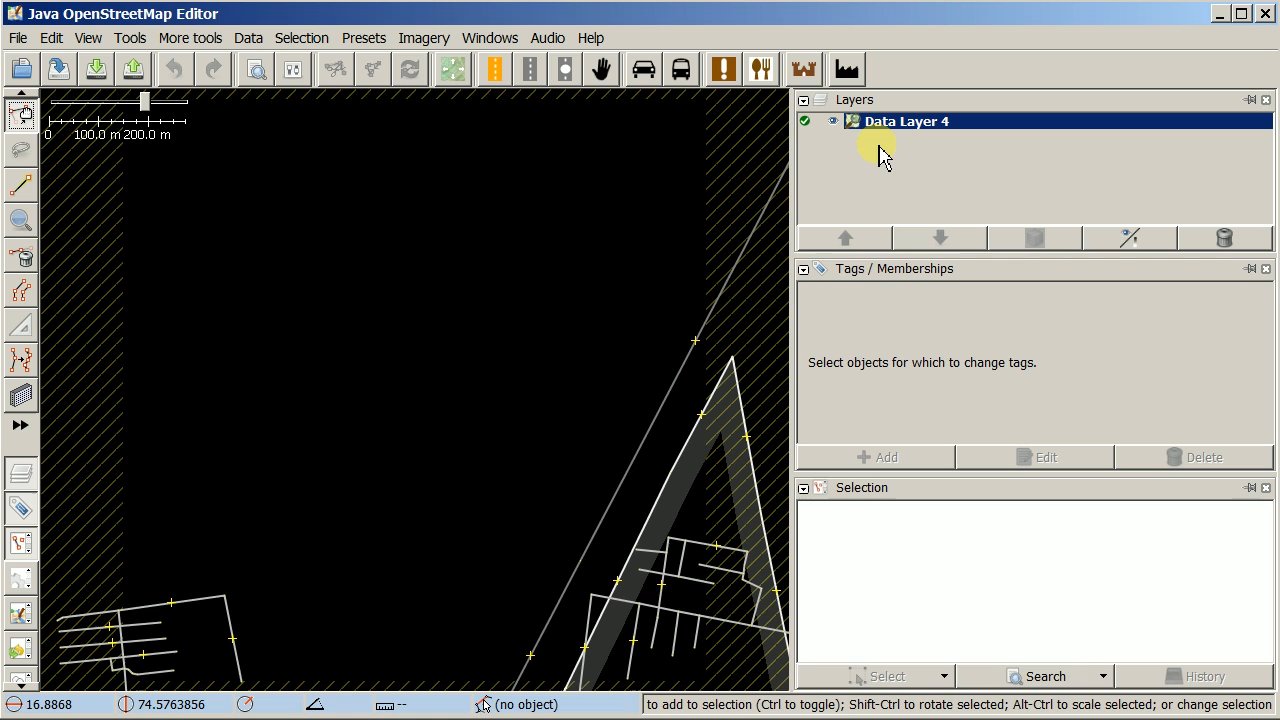 Java OpenStreetMap Editor
File Edit View Tools More tools Data Selection Presets Imagery Windows Audio Help
0 100.0 m 200.0 m
Layers
Data Layer 4
Tags / Memberships
Select objects for which to change tags.
Add Edit Delete
Selection
Select Search History
16.8868 74.5763856 -- (no object) to add to selection (Ctrl to toggle); Shift-Ctrl to rotate selected; Alt-Ctrl to scale selected; or change selection